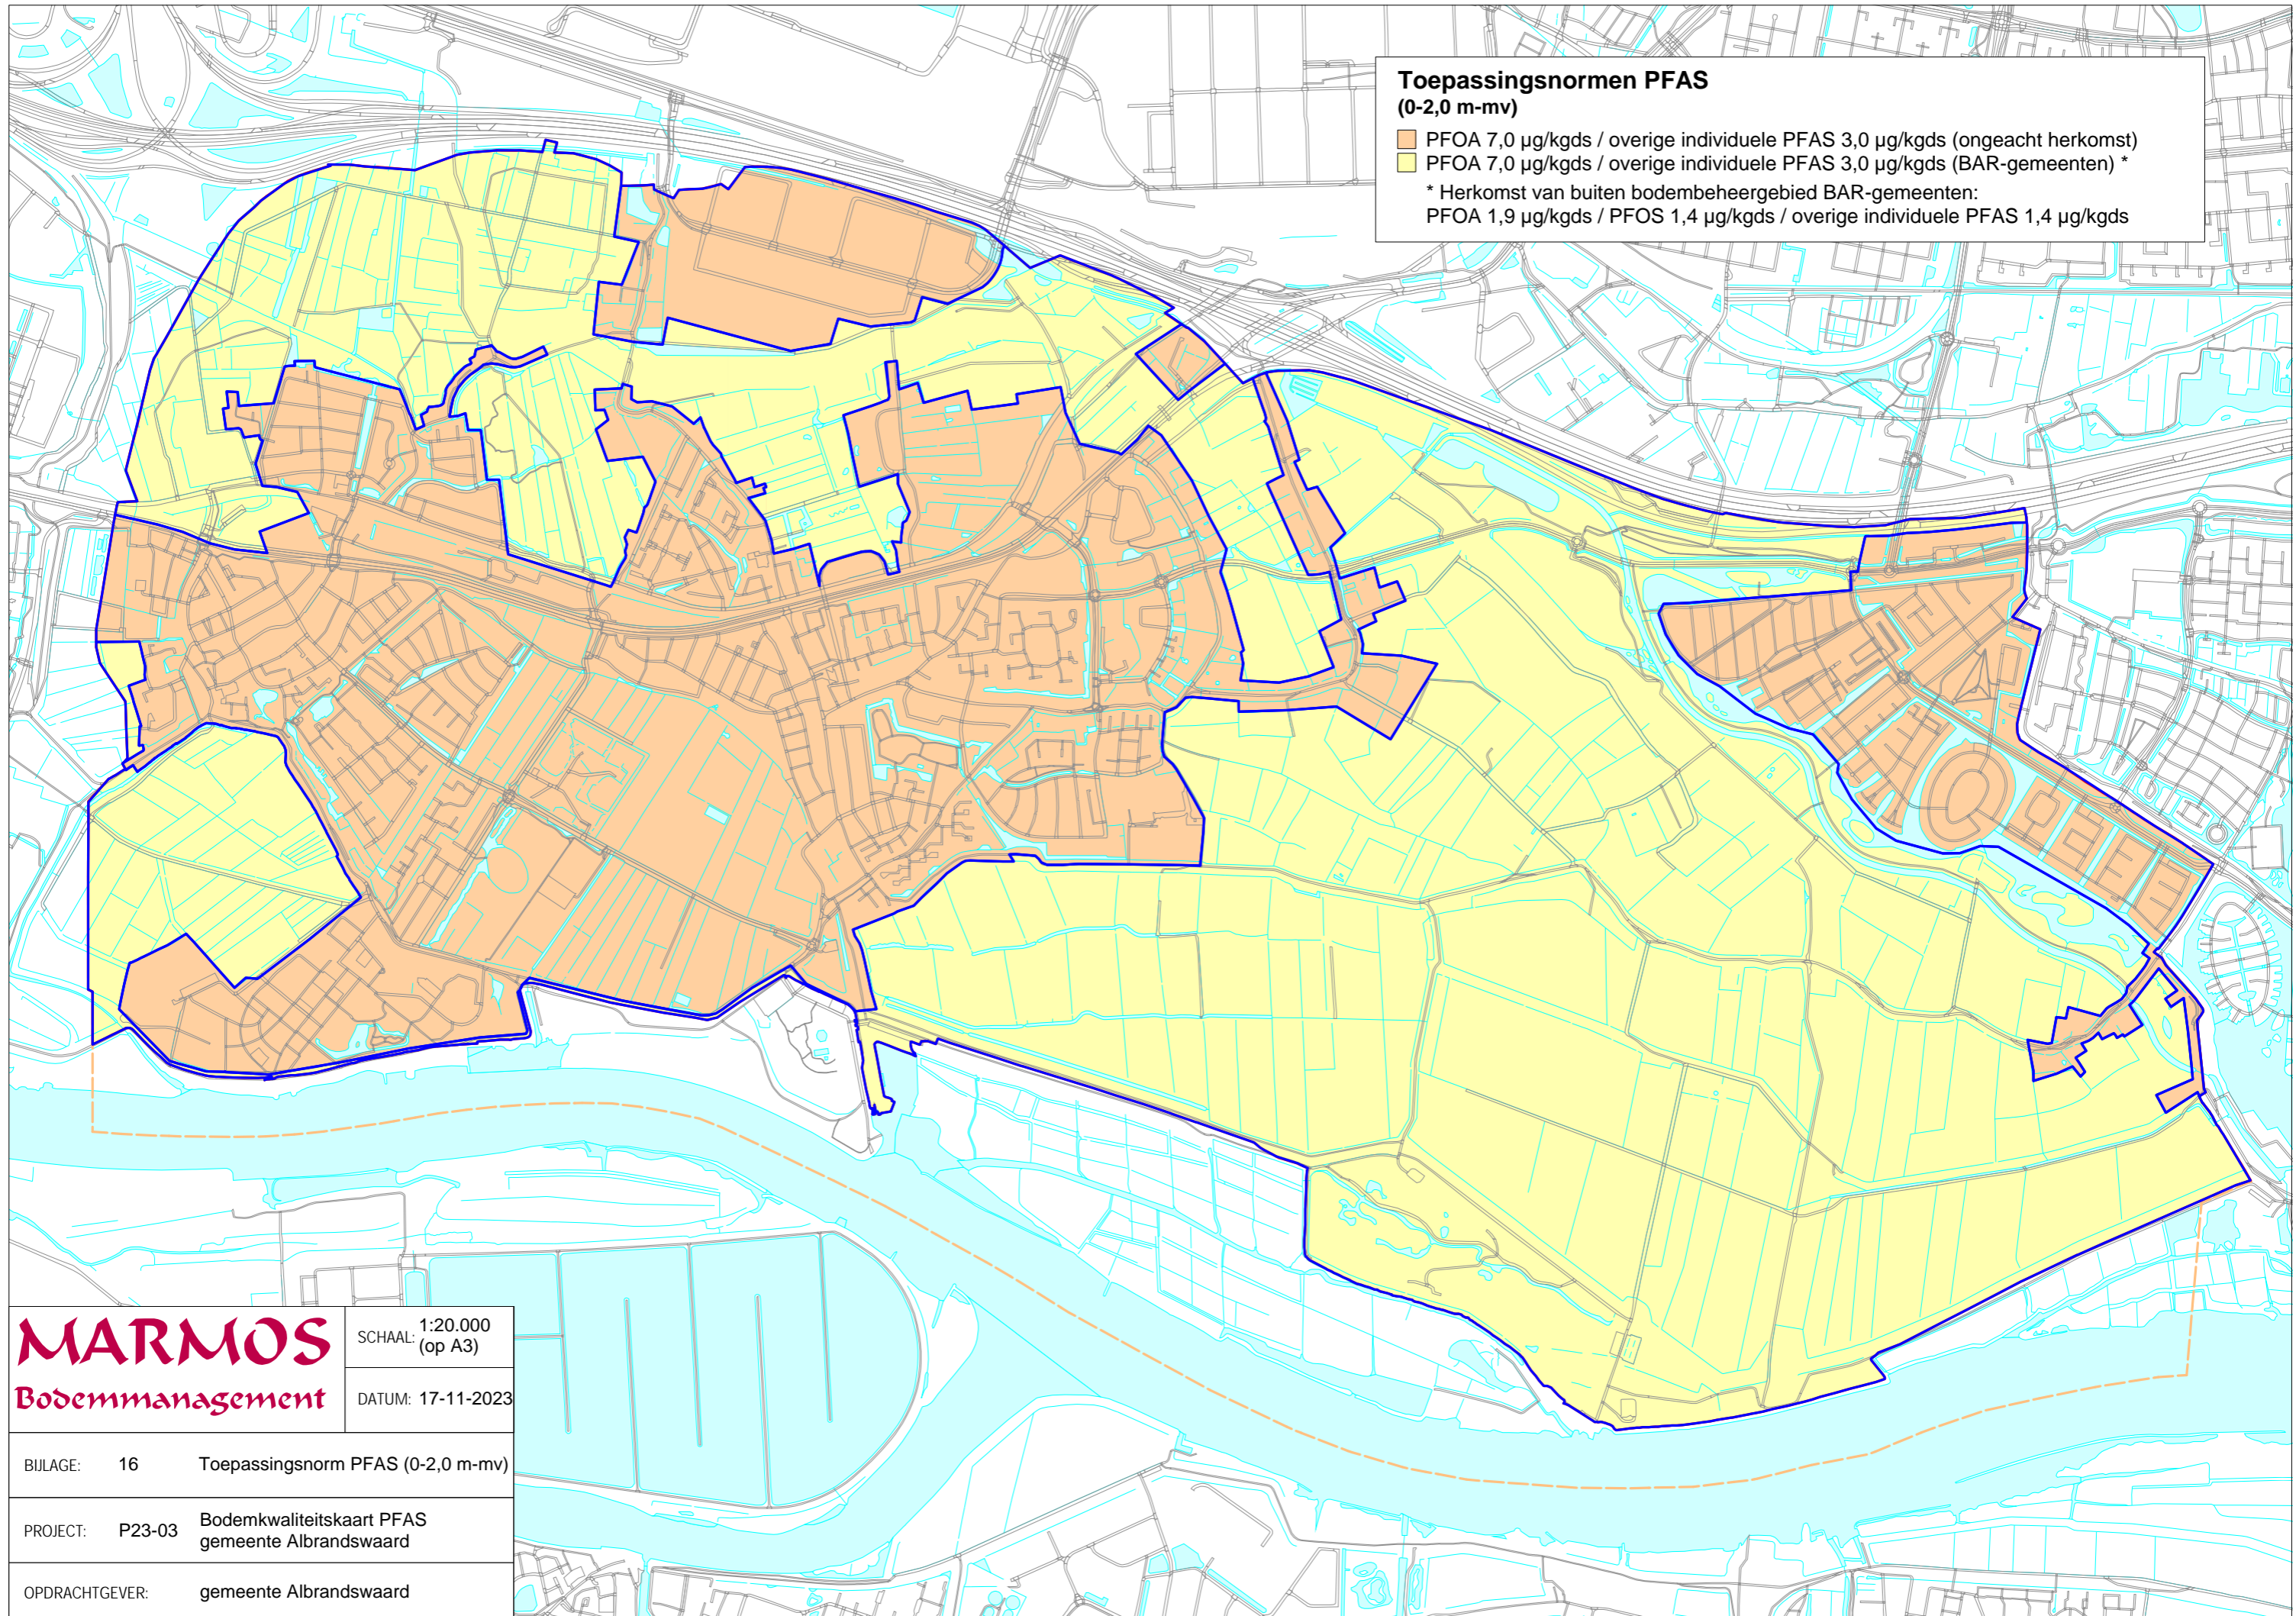 Toepassingsnormen PFAS
(0-2,0 m-mv)
PFOA 7,0 µg/kgds / overige individuele PFAS 3,0 µg/kgds (ongeacht herkomst)
PFOA 7,0 µg/kgds / overige individuele PFAS 3,0 µg/kgds (BAR-gemeenten) *
* Herkomst van buiten bodembeheergebied BAR-gemeenten:
PFOA 1,9 µg/kgds / PFOS 1,4 µg/kgds / overige individuele PFAS 1,4 µg/kgds
MARMOS
Bodemmanagement
SCHAAL: 1:20.000
(op A3)
DATUM: 17-11-2023
BIJLAGE: 16 Toepassingsnorm PFAS (0-2,0 m-mv)
PROJECT: P23-03 Bodemkwaliteitskaart PFAS
gemeente Albrandswaard
OPDRACHTGEVER: gemeente Albrandswaard